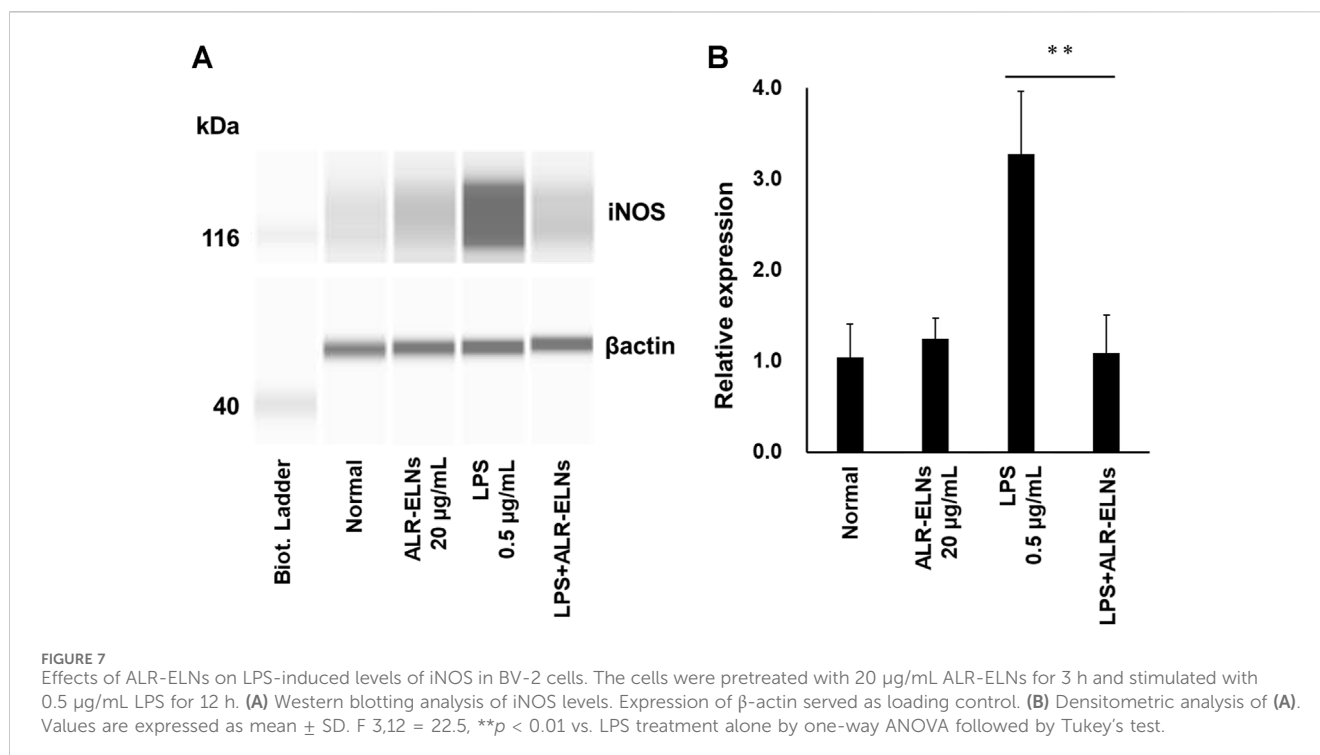 A
kDa
iNOS
116
βactin
40
Biot. Ladder
Normal
ALR-ELNs
20 µg/mL
LPS
0.5 µg/mL
LPS+ALR-ELNs
B
**
4.0
3.0
2.0
1.0
0.0
Relative expression
Normal
ALR-ELNs
20 µg/mL
LPS
0.5 µg/mL
LPS+ALR-ELNs
FIGURE 7
Effects of ALR-ELNs on LPS-induced levels of iNOS in BV-2 cells. The cells were pretreated with 20 µg/mL ALR-ELNs for 3 h and stimulated with
0.5 µg/mL LPS for 12 h. (A) Western blotting analysis of iNOS levels. Expression of β-actin served as loading control. (B) Densitometric analysis of (A).
Values are expressed as mean ± SD. F 3,12 = 22.5, **p < 0.01 vs. LPS treatment alone by one-way ANOVA followed by Tukey's test.